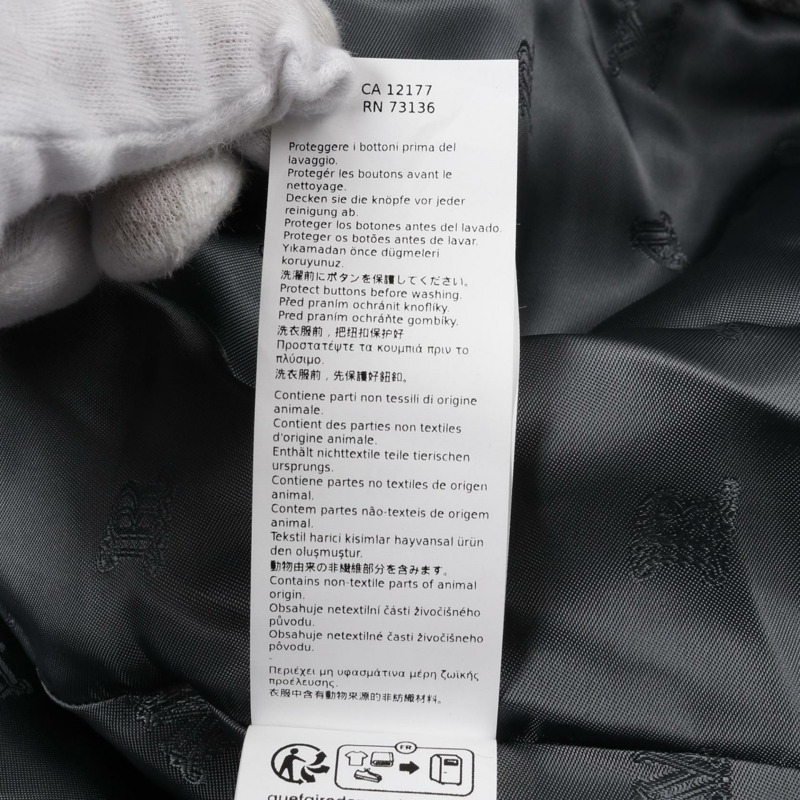 CA 12177
RN 73136
Proteggere i bottoni prima del
lavaggio.
Protegér les boutons avant le
nettoyage.
Decken sie die knöpfe vor jeder
reinigung ab.
Proteger los botones antes del lavado.
Proteger os botões antes de lavar.
Yıkamadan önce dügmeleri
koruyunuz.
洗濯前にボタンを保護してください。
Protect buttons before washing.
Před praním ochránit knoflíky.
Pred praním ochráňte gombíky.
洗衣服前，把扭扣保护好
Προστατέψτε τα κουμπιά πριν το
πλύσιμο.
洗衣服前，先保護好鈕釦。
Contiene parti non tessili di origine
animale.
Contient des parties non textiles
d'origine animale.
Enthält nichttextile teile tierischen
ursprungs.
Contiene partes no textiles de origen
animal.
Contem partes não-texteis de origem
animal.
Tekstil harici kisimlar hayvansal ürün
den oluşmuştur.
動物由来の非繊維部分を含みます。
Contains non-textile parts of animal
origin.
Obsahuje netextilní části živočišného
původu.
Obsahuje netextilné časti živočišneho
pôvodu.
-
Περιέχει μη υφασμάτινα μέρη ζωϊκής
προέλευσης.
衣服中含有動物來源的非紡織材料。
FR